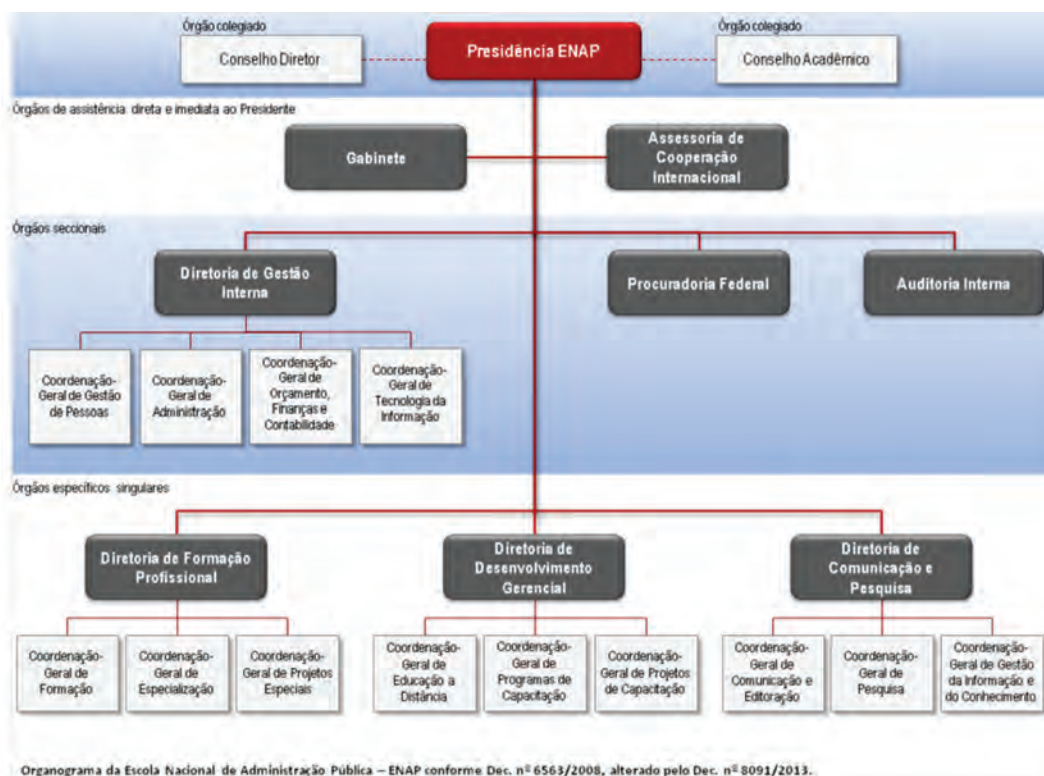 Órgão colegiado
Conselho Diretor
Presidência ENAP
Órgão colegiado
Conselho Acadêmico
Órgãos de assistência direta e imediata ao Presidente
Gabinete
Assessoria de
Cooperação
Internacional
Órgãos seccionais
Diretoria de Gestão
Interna
Procuradoria Federal
Auditoria Interna
Coordenação-
Geral de Gestão
de Pessoas
Coordenação-
Geral de
Administração
Coordenação-
Geral de
Orçamento,
Finanças e
Contabilidade
Coordenação-
Geral de
Tecnologia da
Informação
Órgãos específicos singulares
Diretoria de Formação
Profissional
Diretoria de
Desenvolvimento
Gerencial
Diretoria de
Comunicação e
Pesquisa
Coordenação-
Geral de
Formação
Coordenação-
Geral de
Especialização
Coordenação-
Geral de Projetos
Especiais
Coordenação-
Geral de
Educação a
Distância
Coordenação-
Geral de
Programas de
Capacitação
Coordenação-
Geral de Projetos
de Capacitação
Coordenação-
Geral de
Comunicação e
Editoração
Coordenação-
Geral de
Pesquisa
Coordenação-
Geral de Gestão
da Informação e
do Conhecimento
Organograma da Escola Nacional de Administração Pública – ENAP conforme Dec. nº 6563/2008, alterado pelo Dec. nº 8091/2013.